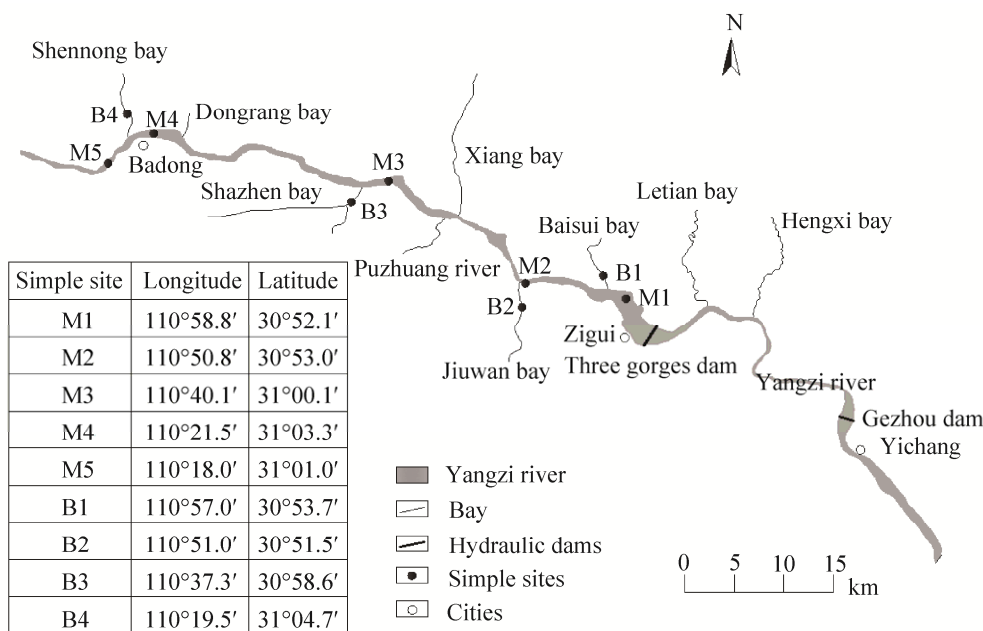 N
Shennong bay
B4
M4
Dongrang bay
M5
Badong
M3
Xiang bay
Shazhen bay
B3
Letian bay
Hengxi bay
Baisui bay
Puzhuang river
M2
B1
M1
B2
Zigui
Jiuwan bay
Three gorges dam
Yangzi river
Gezhou dam
Yichang
Simple site Longitude Latitude
M1 110°58.8′ 30°52.1′
M2 110°50.8′ 30°53.0′
M3 110°40.1′ 31°00.1′
M4 110°21.5′ 31°03.3′
M5 110°18.0′ 31°01.0′
B1 110°57.0′ 30°53.7′
B2 110°51.0′ 30°51.5′
B3 110°37.3′ 30°58.6′
B4 110°19.5′ 31°04.7′
Yangzi river
Bay
Hydraulic dams
Simple sites
Cities
0 5 10 15
km